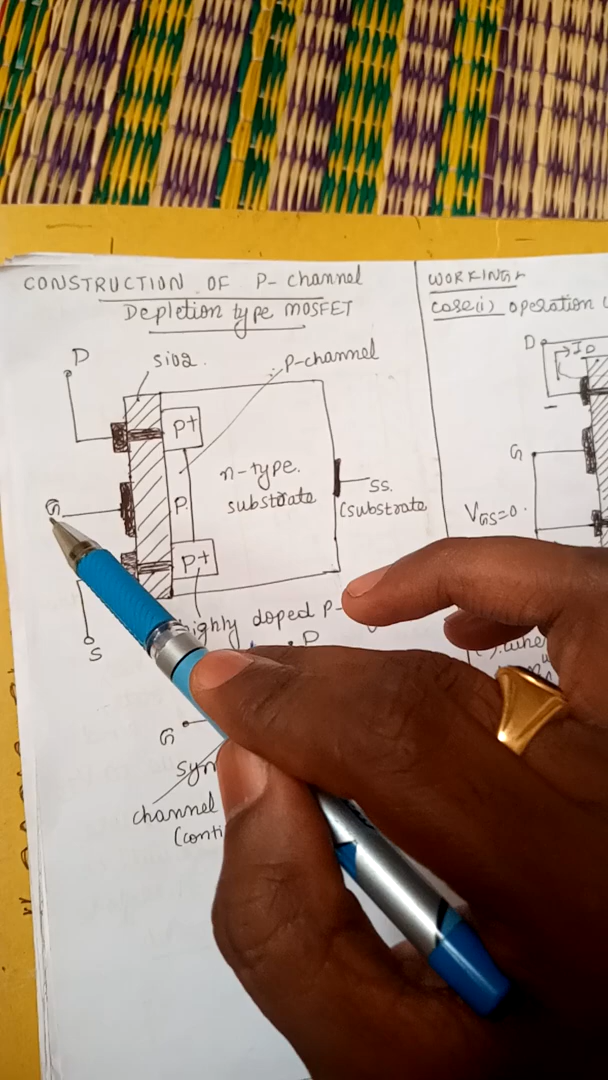 CONSTRUCTION OF P-channel
Depletion type MOSFET
D
SiO2.
P-channel
P+
n-type.
substrate
G
P.
SS.
(substrate
P+
S
highly doped P-
D
G
channel
WORKING:-
Case(i) operation
D
ID
G
VGS=0.